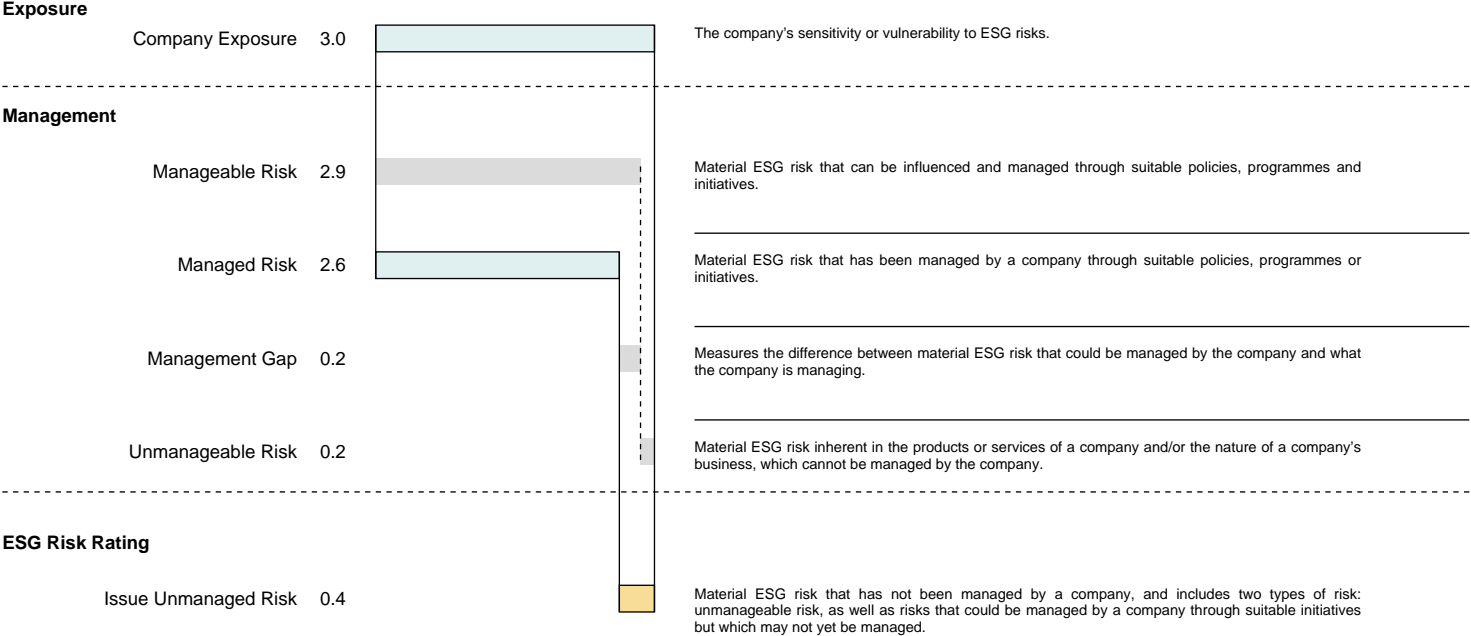 Exposure
Company Exposure 3.0
The company’s sensitivity or vulnerability to ESG risks.
Management
Manageable Risk 2.9
Material ESG risk that can be influenced and managed through suitable policies, programmes and
initiatives.
Managed Risk 2.6
Material ESG risk that has been managed by a company through suitable policies, programmes or
initiatives.
Management Gap 0.2
Measures the difference between material ESG risk that could be managed by the company and what
the company is managing.
Unmanageable Risk 0.2
Material ESG risk inherent in the products or services of a company and/or the nature of a company’s
business, which cannot be managed by the company.
ESG Risk Rating
Issue Unmanaged Risk 0.4
Material ESG risk that has not been managed by a company, and includes two types of risk:
unmanageable risk, as well as risks that could be managed by a company through suitable initiatives
but which may not yet be managed.